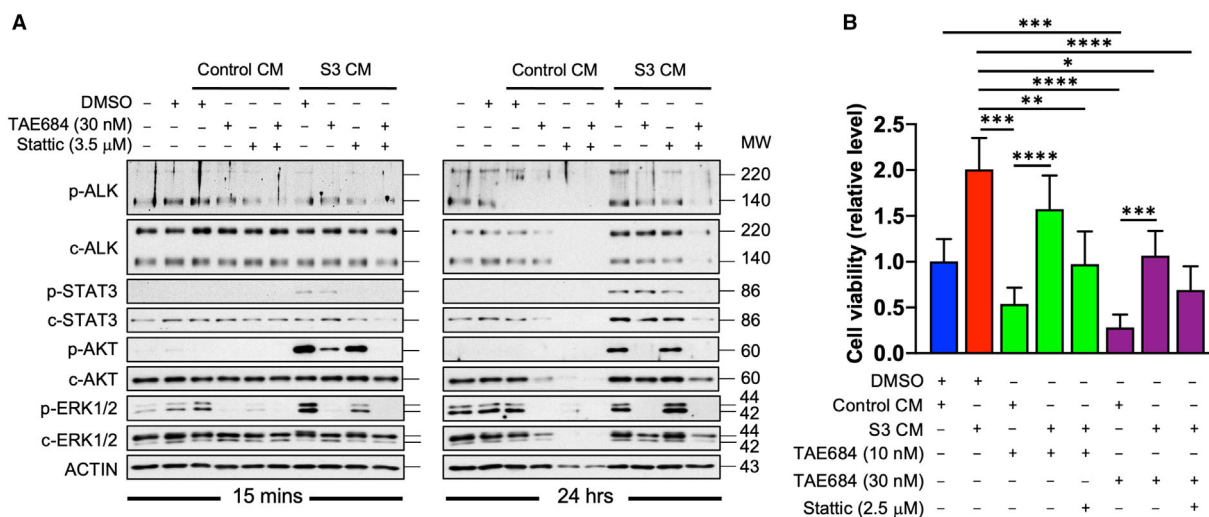 A
Control CM S3 CM Control CM S3 CM
DMSO – + + – – – + – – – – + + – – – + – – –
TAE684 (30 nM) – – – + – + – + – + – – – + – + – + – +
Stattic (3.5 μM) – – – – + + – – + + – – – – + + – – + +
MW
p-ALK 220
140
c-ALK 220
140
p-STAT3 86
c-STAT3
p-AKT 60
c-AKT
p-ERK1/2 44
42
c-ERK1/2 44
42
ACTIN 43
15 mins 24 hrs
B
***
****
*
****
**
*** **** ***
Cell viability (relative level)
2.5
2.0
1.5
1.0
0.5
0.0
DMSO + + – – – – – –
Control CM + – + – – + – –
S3 CM – + – + + – + +
TAE684 (10 nM) – – + + + – – –
TAE684 (30 nM) – – – – – + + +
Stattic (2.5 μM) – – – – + – – +